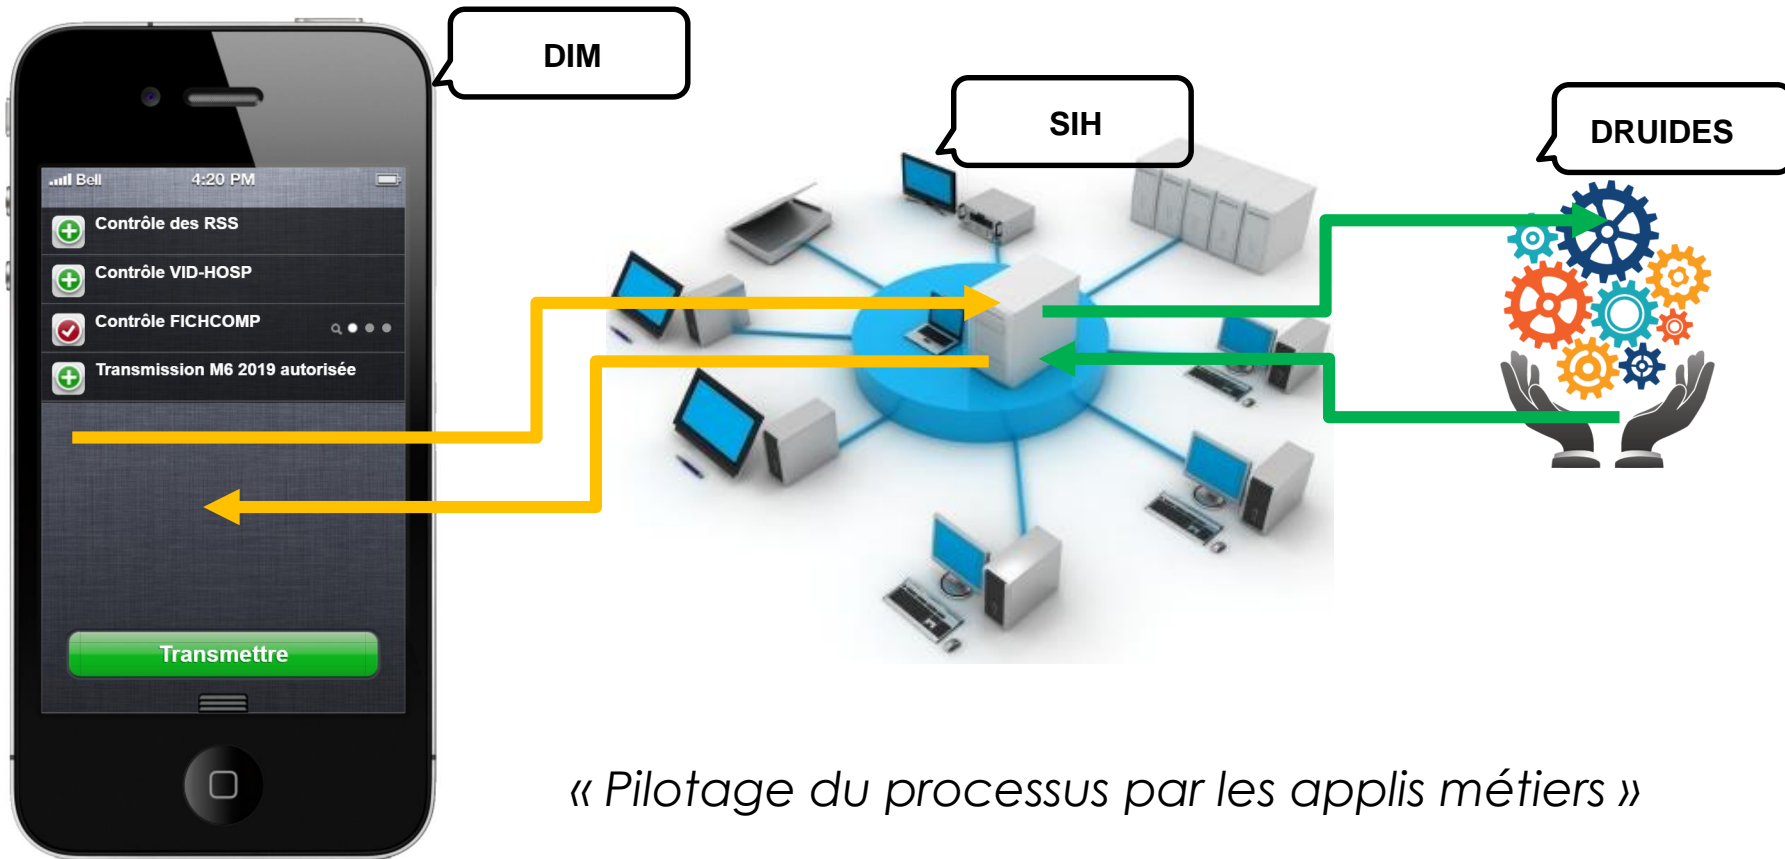 DIM
SIH
DRUIDES
Bell 4:20 PM
Contrôle des RSS
Contrôle VID-HOSP
Contrôle FICHCOMP
Transmission M6 2019 autorisée
Transmettre
« Pilotage du processus par les applis métiers »